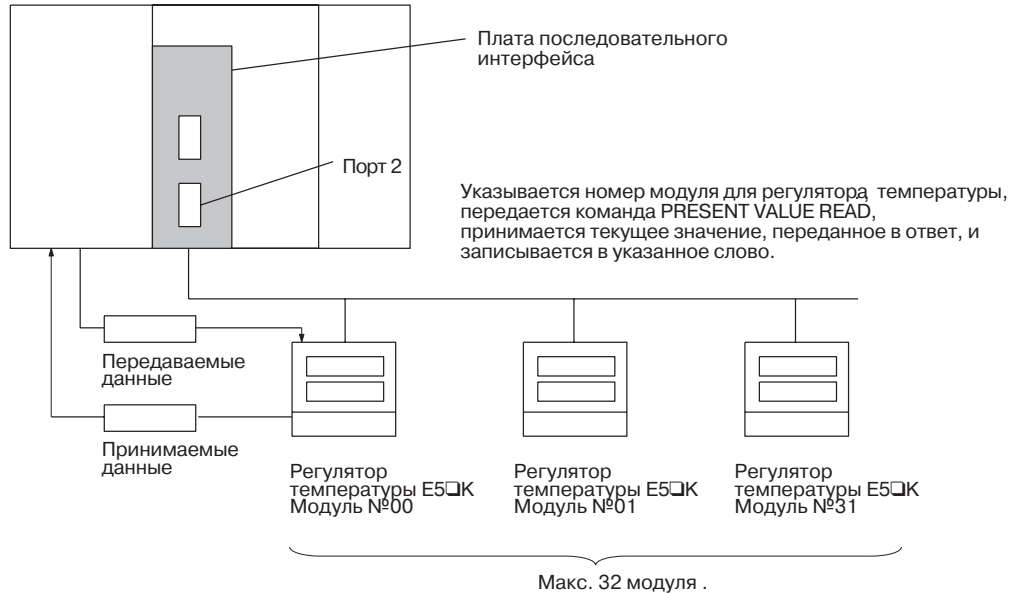 Плата последовательного
интерфейса
Порт 2
Указывается номер модуля для регулятора температуры,
передается команда PRESENT VALUE READ,
принимается текущее значение, переданное в ответ, и
записывается в указанное слово.
Передаваемые
данные
Принимаемые
данные
Регулятор
температуры E5❑K
Модуль №00
Регулятор
температуры E5❑K
Модуль №01
Регулятор
температуры E5❑K
Модуль №31
Макс. 32 модуля .